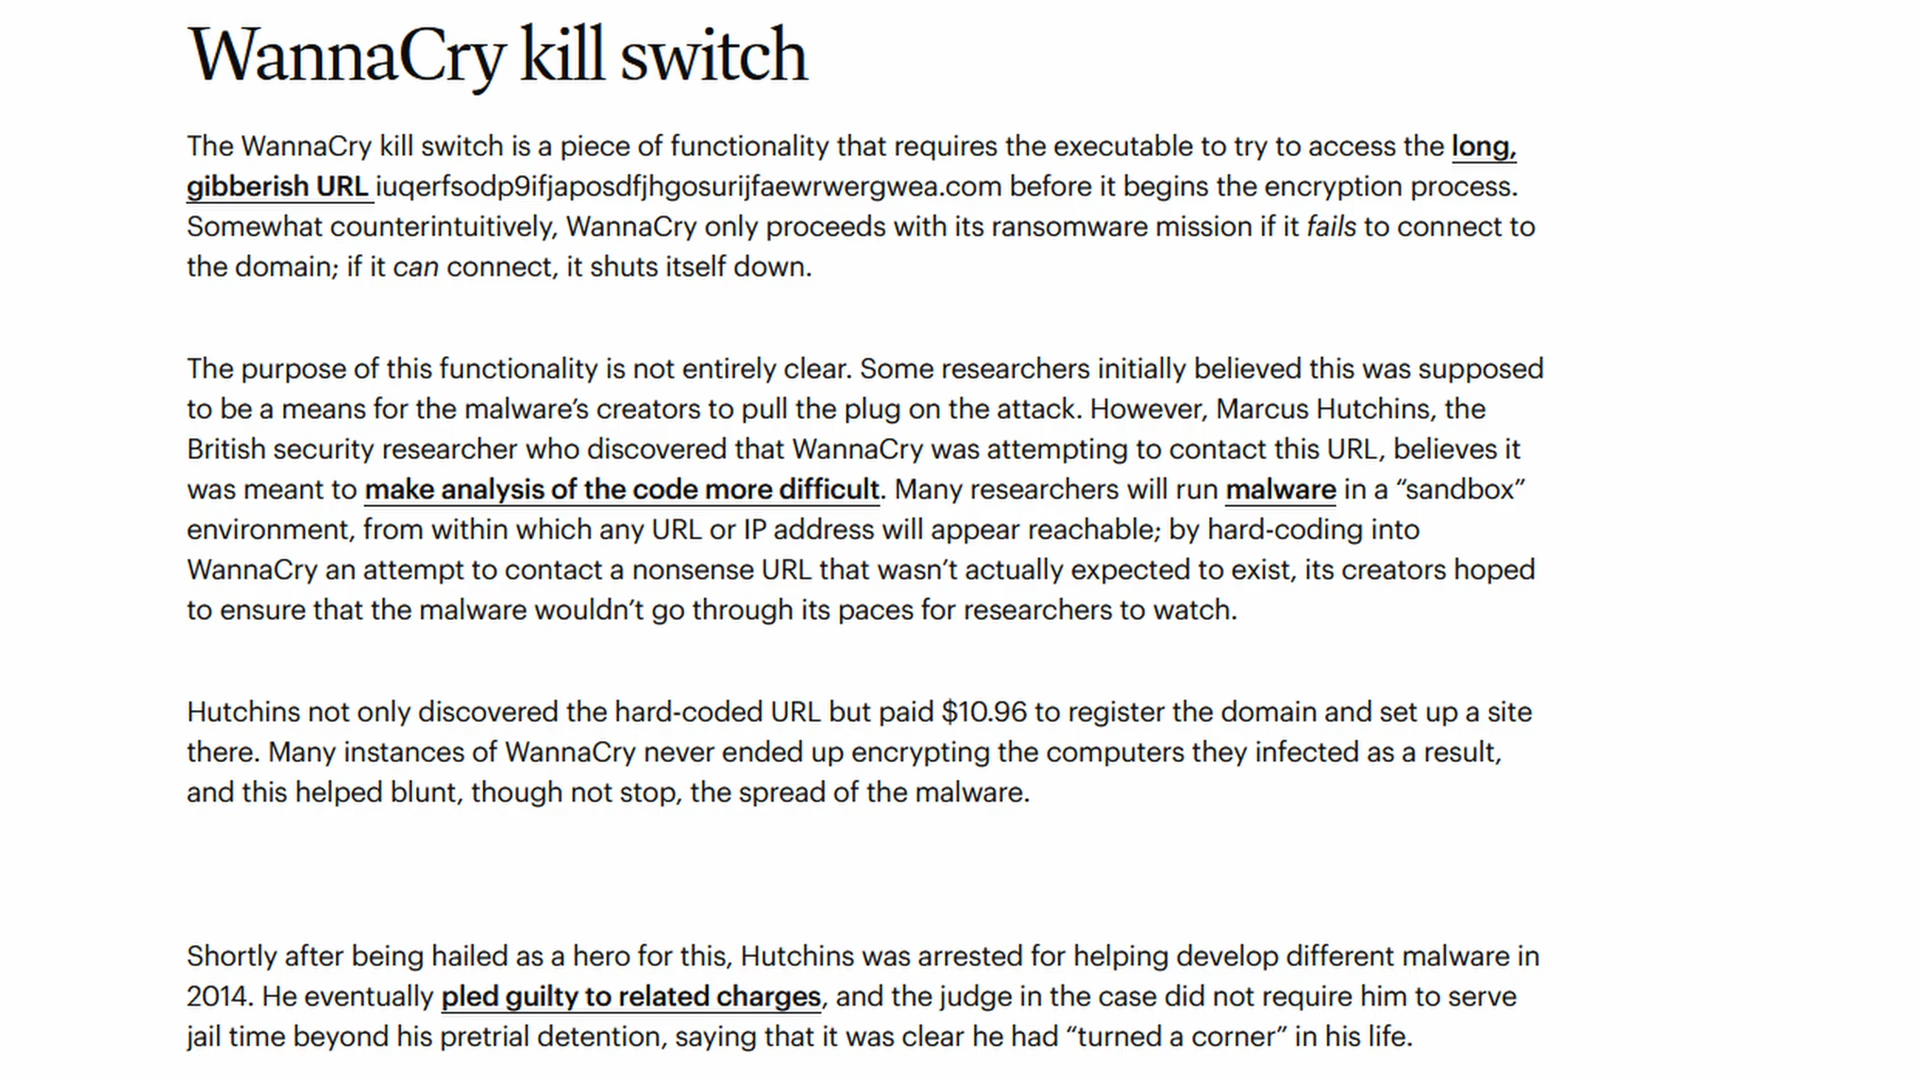 WannaCry kill switch
The WannaCry kill switch is a piece of functionality that requires the executable to try to access the long,
gibberish URL iuqerfsodp9ifjaposdfjhgosurijfaewrwergwea.com before it begins the encryption process.
Somewhat counterintuitively, WannaCry only proceeds with its ransomware mission if it fails to connect to
the domain; if it can connect, it shuts itself down.
The purpose of this functionality is not entirely clear. Some researchers initially believed this was supposed
to be a means for the malware’s creators to pull the plug on the attack. However, Marcus Hutchins, the
British security researcher who discovered that WannaCry was attempting to contact this URL, believes it
was meant to make analysis of the code more difficult. Many researchers will run malware in a “sandbox”
environment, from within which any URL or IP address will appear reachable; by hard-coding into
WannaCry an attempt to contact a nonsense URL that wasn’t actually expected to exist, its creators hoped
to ensure that the malware wouldn’t go through its paces for researchers to watch.
Hutchins not only discovered the hard-coded URL but paid $10.96 to register the domain and set up a site
there. Many instances of WannaCry never ended up encrypting the computers they infected as a result,
and this helped blunt, though not stop, the spread of the malware.
Shortly after being hailed as a hero for this, Hutchins was arrested for helping develop different malware in
2014. He eventually pled guilty to related charges, and the judge in the case did not require him to serve
jail time beyond his pretrial detention, saying that it was clear he had “turned a corner” in his life.